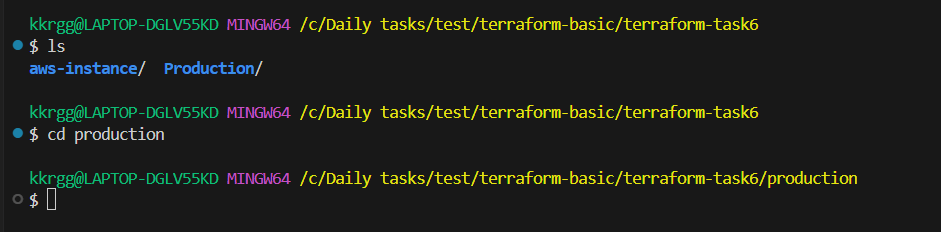 kkrgg@LAPTOP-DGLV55KD MINGW64 /c/Daily tasks/test/terraform-basic/terraform-task6
$ ls
aws-instance/  Production/
kkrgg@LAPTOP-DGLV55KD MINGW64 /c/Daily tasks/test/terraform-basic/terraform-task6
$ cd production
kkrgg@LAPTOP-DGLV55KD MINGW64 /c/Daily tasks/test/terraform-basic/terraform-task6/production
$